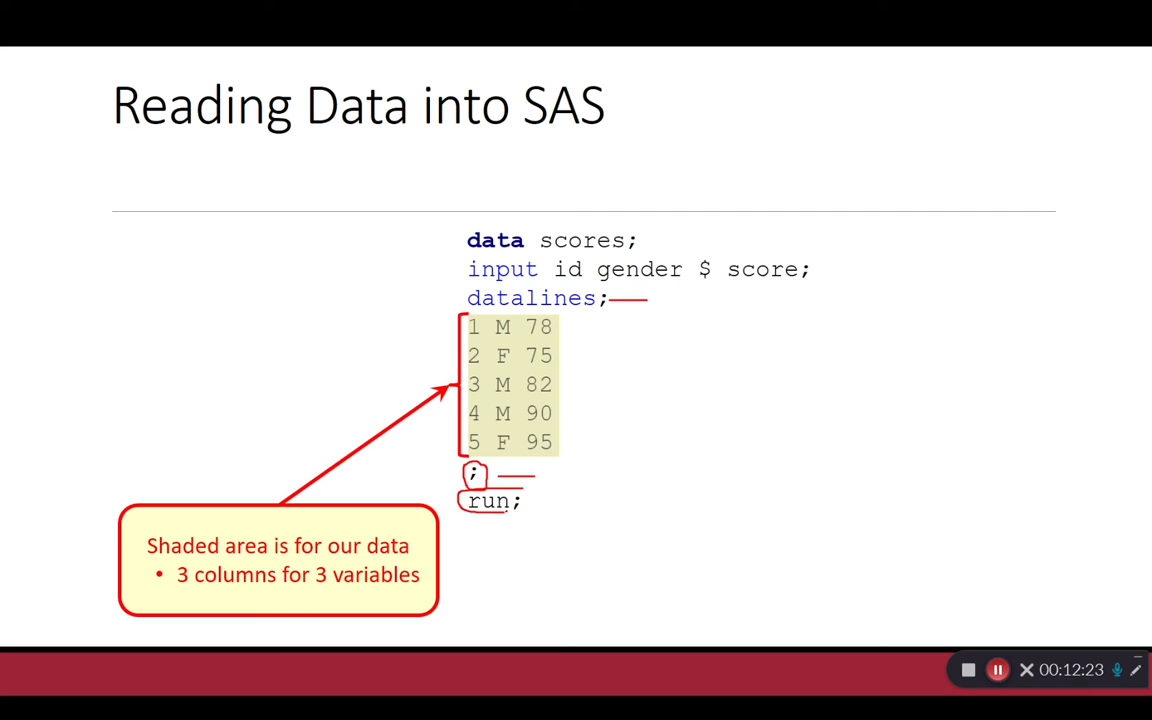 Reading Data into SAS
data scores;
input id gender $ score;
datalines;
1 M 78
2 F 75
3 M 82
4 M 90
5 F 95
;
run;
Shaded area is for our data
• 3 columns for 3 variables
00:12:23